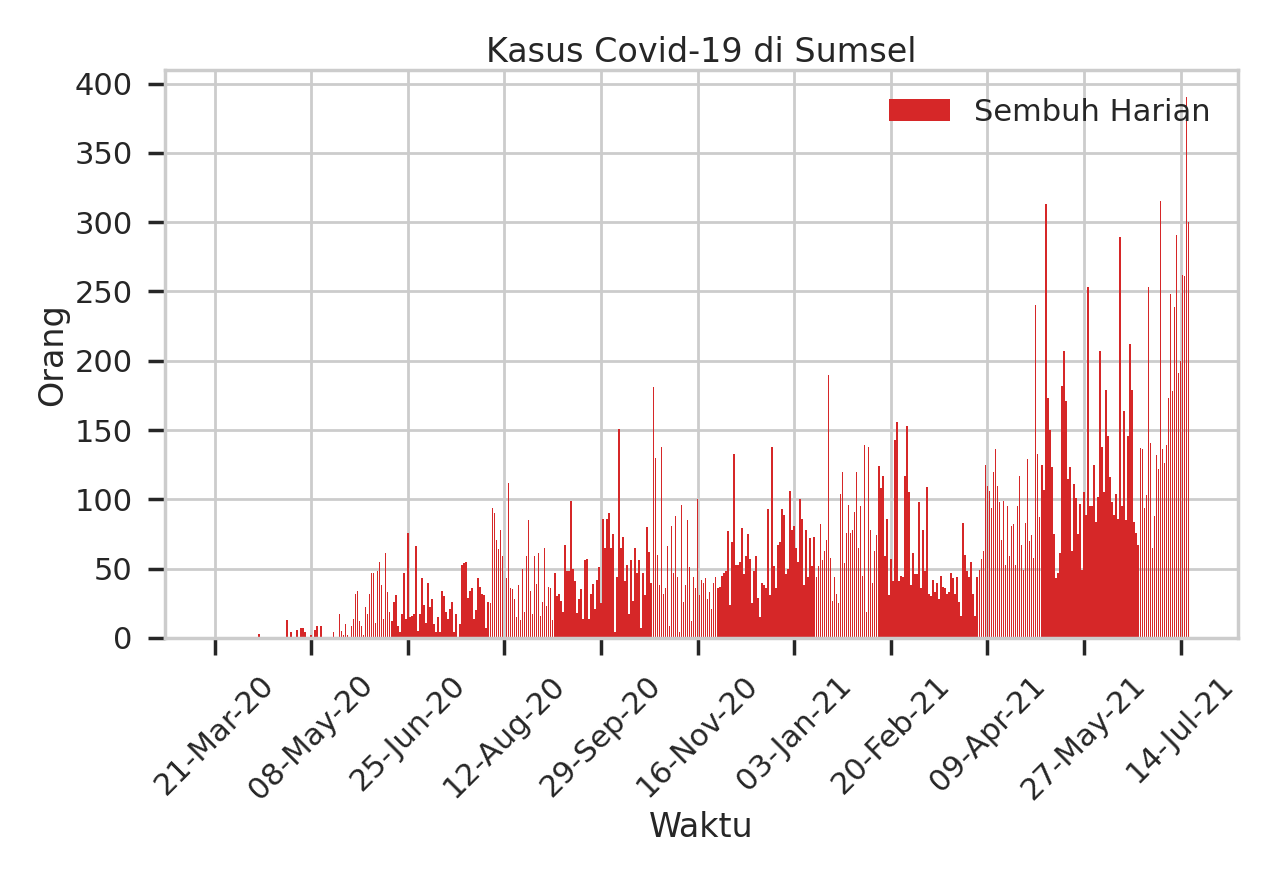 Kasus Covid-19 di Sumsel
Sembuh Harian
400
350
300
250
200
150
100
50
0
Orang
21-Mar-20
08-May-20
25-Jun-20
12-Aug-20
29-Sep-20
16-Nov-20
03-Jan-21
20-Feb-21
09-Apr-21
27-May-21
14-Jul-21
Waktu